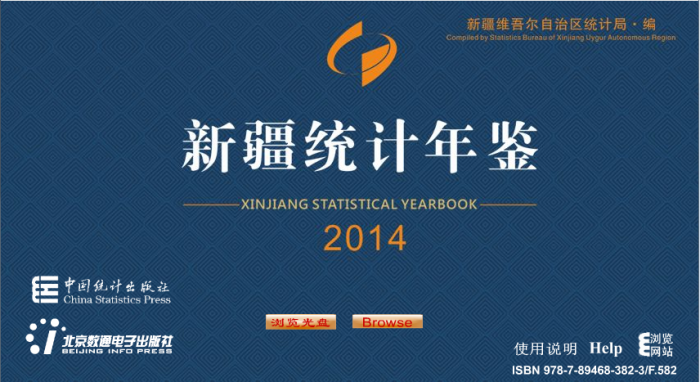 新疆维吾尔自治区统计局·编
Compiled by Statistics Bureau of Xinjiang Uygur Autonomous Region
新疆统计年鉴
XINJIANG STATISTICAL YEARBOOK
2014
中国统计出版社
China Statistics Press
浏览光盘
Browse
北京数通电子出版社
BEIJING INFO PRESS
使用说明 Help 浏览
网站
ISBN 978-7-89468-382-3/F.582